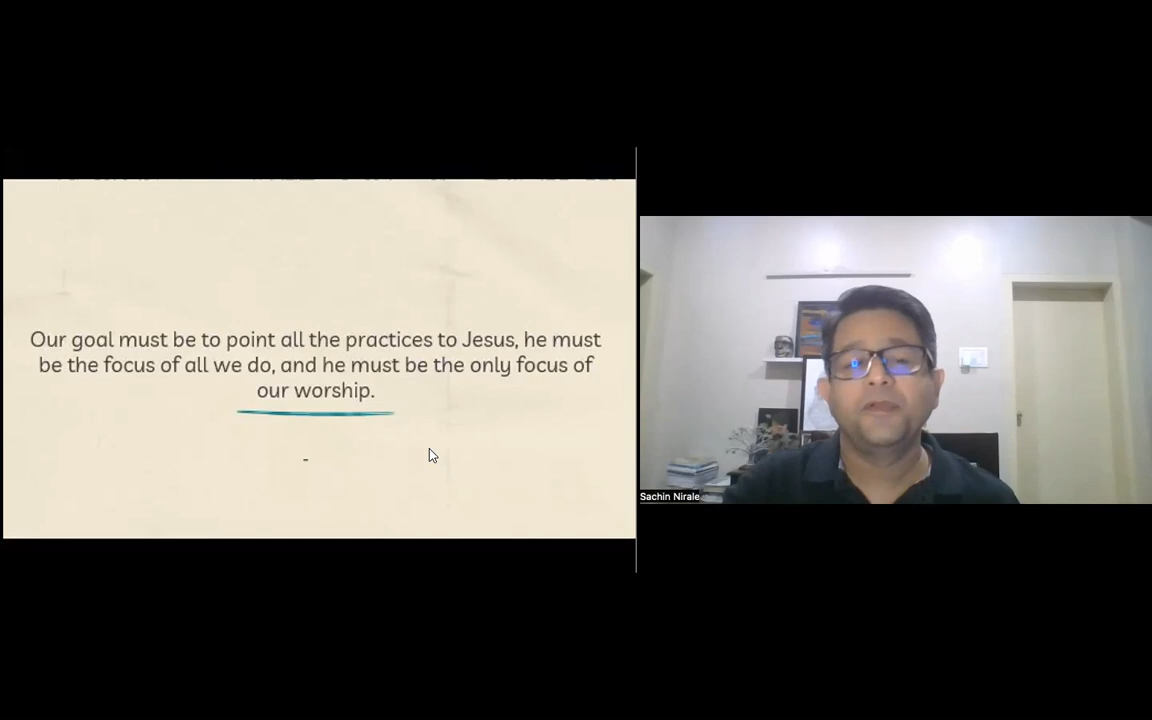 Our goal must be to point all the practices to Jesus, he must
be the focus of all we do, and he must be the only focus of
our worship.
-
Sachin Nirale